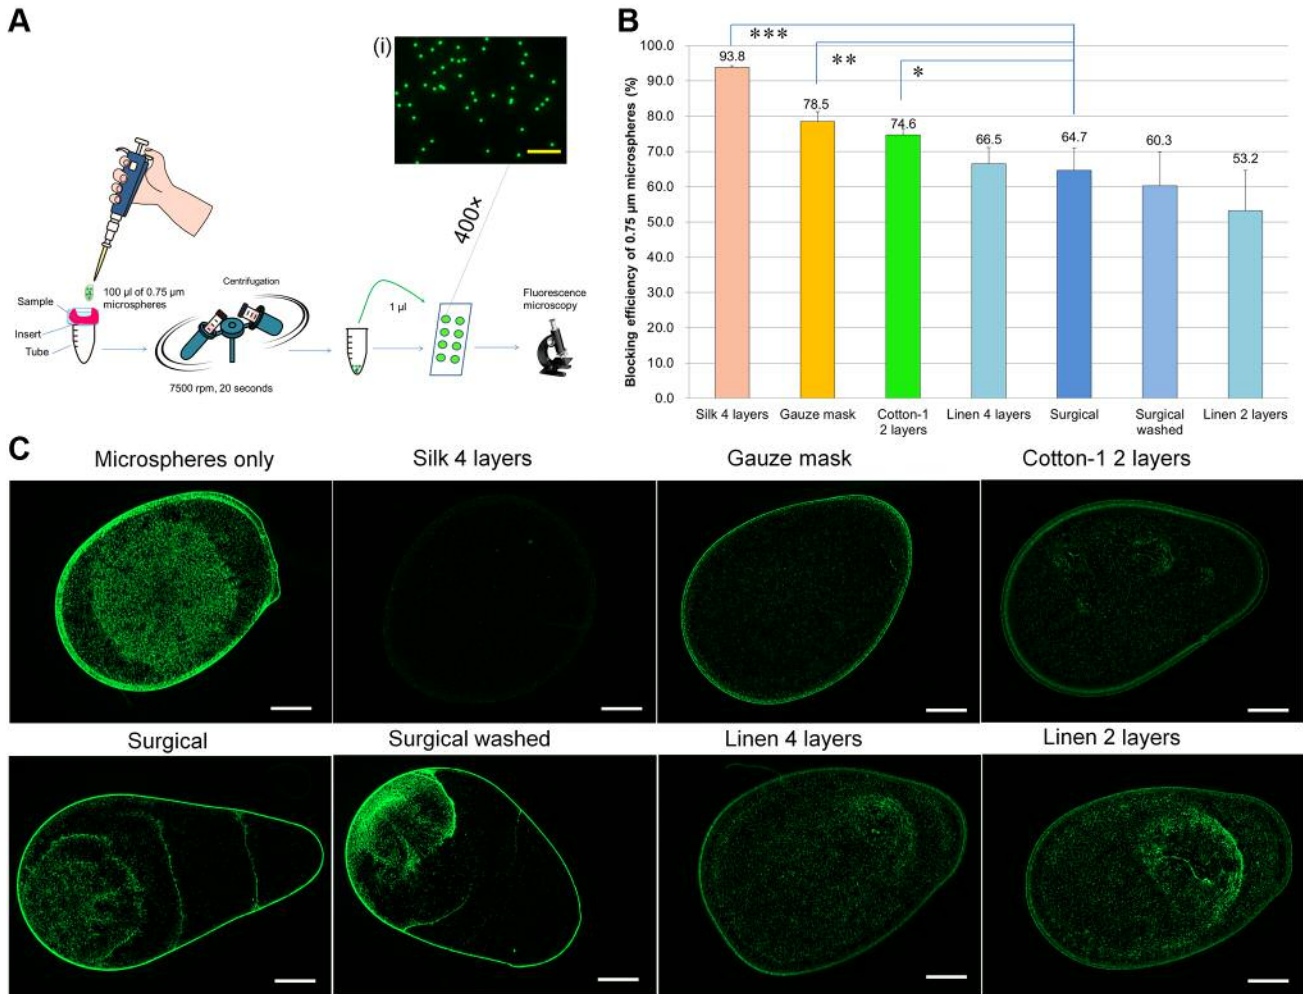 A
(i)
400×
100 µl of 0.75 µm
microspheres
Sample
Insert
Tube
Centrifugation
7500 rpm, 20 seconds
1 µl
Fluorescence
microscopy
B
Blocking efficiency of 0.75 µm microspheres (%)
100.0
90.0
80.0
70.0
60.0
50.0
40.0
30.0
20.0
10.0
0.0
***
**
*
93.8
78.5
74.6
66.5
64.7
60.3
53.2
Silk 4 layers
Gauze mask
Cotton-1
2 layers
Linen 4 layers
Surgical
Surgical
washed
Linen 2 layers
C
Microspheres only
Silk 4 layers
Gauze mask
Cotton-1 2 layers
Surgical
Surgical washed
Linen 4 layers
Linen 2 layers